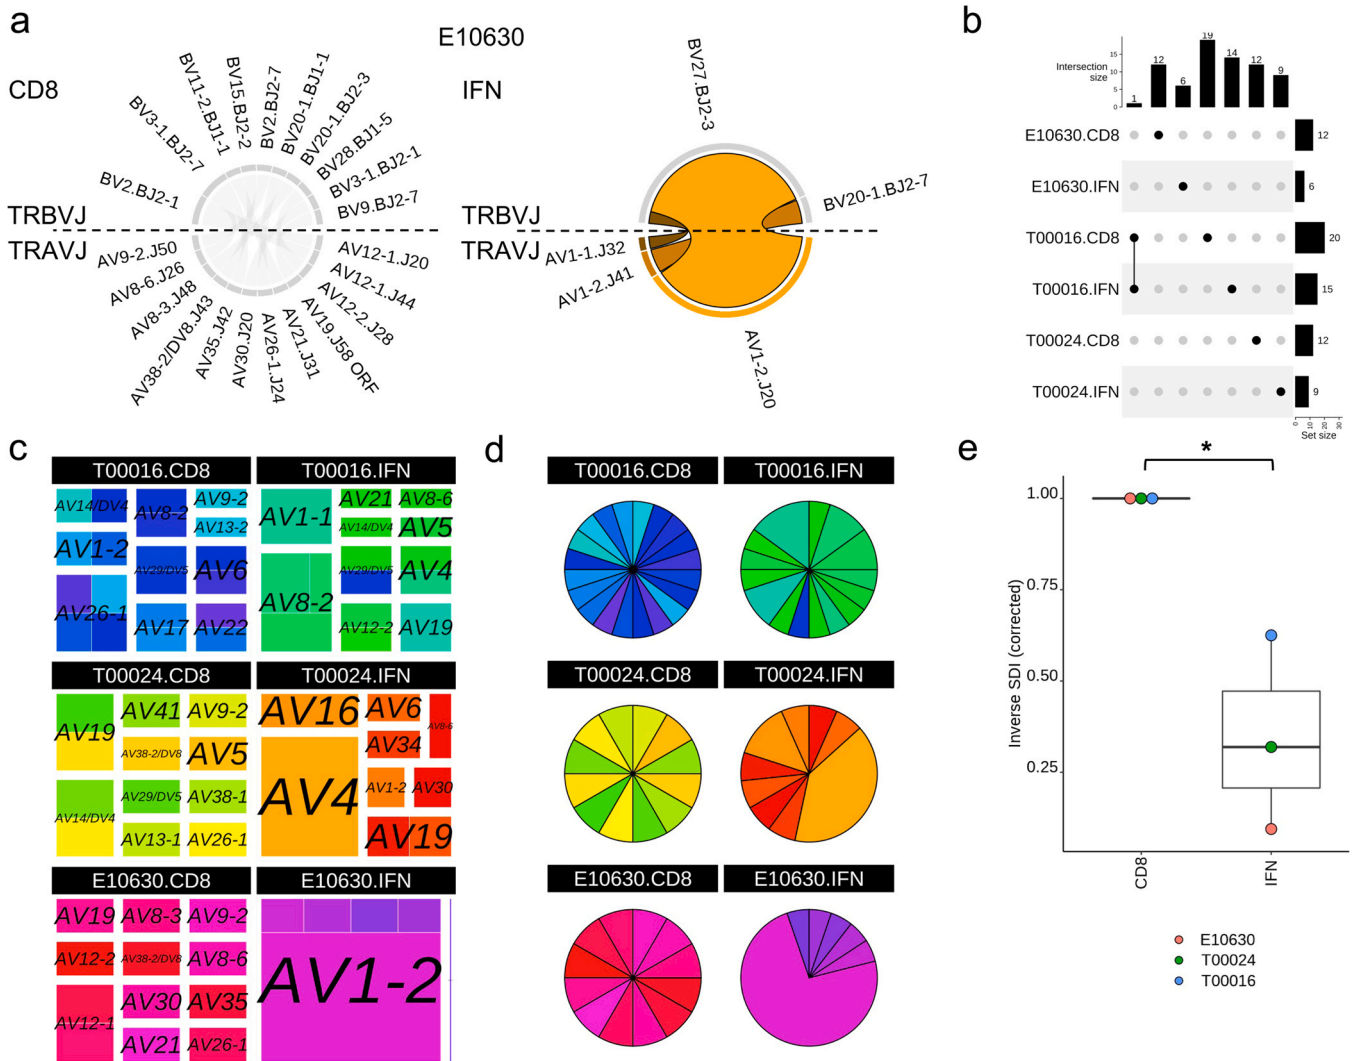 a
CD8
BV2.BJ2-1
BV3-1.BJ2-7
BV11-2.BJ1-1
BV15.BJ2-2
BV2.BJ2-7
BV20-1.BJ1-1
BV20-1.BJ2-3
BV28.BJ1-5
BV3-1.BJ2-1
BV9.BJ2-7
TRBVJ
TRAVJ
AV9-2.J50
AV8-6.J26
AV8-3.J48
AV38-2/DV8.J43
AV35.J42
AV30.J20
AV26-1.J24
AV21.J31
AV19.J58 ORF
AV12-2.J28
AV12-1.J44
AV12-1.J20
E10630
IFN
BV27.BJ2-3
BV20-1.BJ2-7
TRBVJ
TRAVJ
AV1-1.J32
AV1-2.J41
AV1-2.J20
b
Intersection
size
15
10
5
0
1
12
6
19
14
12
9
E10630.CD8
12
E10630.IFN
6
T00016.CD8
20
T00016.IFN
15
T00024.CD8
12
T00024.IFN
9
0
10
20
30
Set size
c
T00016.CD8
AV14/DV4
AV8-2
AV9-2
AV13-2
AV1-2
AV29/DV5
AV6
AV26-1
AV17
AV22
T00016.IFN
AV1-1
AV21
AV8-6
AV14/DV4
AV5
AV8-2
AV29/DV5
AV4
AV12-2
AV19
T00024.CD8
AV19
AV41
AV9-2
AV38-2/DV8
AV5
AV14/DV4
AV29/DV5
AV38-1
AV13-1
AV26-1
T00024.IFN
AV16
AV6
AV8-6
AV34
AV4
AV1-2
AV30
AV19
E10630.CD8
AV19
AV8-3
AV9-2
AV12-2
AV38-2/DV8
AV8-6
AV12-1
AV30
AV35
AV21
AV26-1
E10630.IFN
AV1-2
d
T00016.CD8
T00016.IFN
T00024.CD8
T00024.IFN
E10630.CD8
E10630.IFN
e
*
Inverse SDI (corrected)
1.00
0.75
0.50
0.25
CD8
IFN
E10630
T00024
T00016